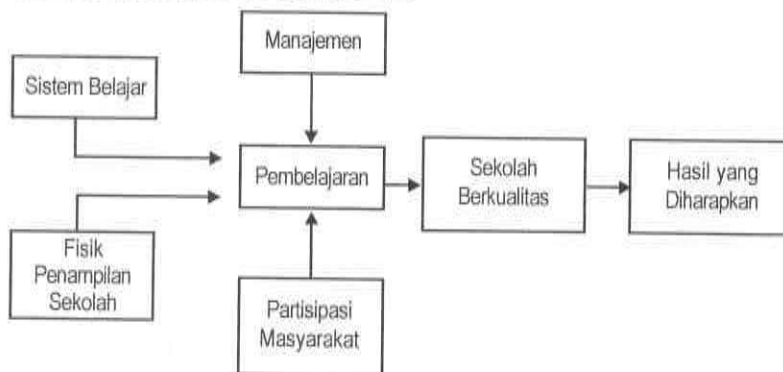 Manajemen
Sistem Belajar
Pembelajaran
Sekolah
Berkualitas
Hasil yang
Diharapkan
Fisik
Penampilan
Sekolah
Partisipasi
Masyarakat